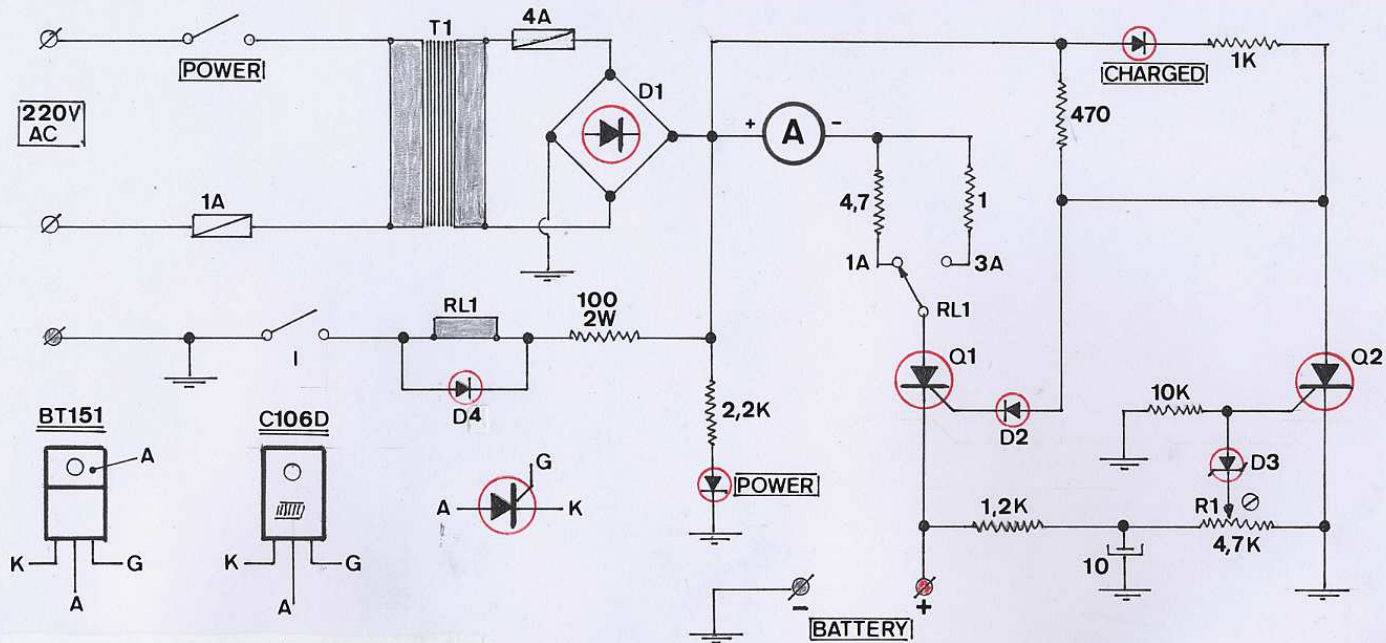 T1
4A
POWER
D1
CHARGED
1K
220V
AC
+ A -
470
1A
4,7
1
1A
3A
RL1
RL1
100
2W
Q1
Q2
I
D4
2,2K
10K
D2
D3
BT151
C106D
A
G
A
K
POWER
1,2K
R1
4,7K
K
G
K
G
10
A
A
-
+
BATTERY